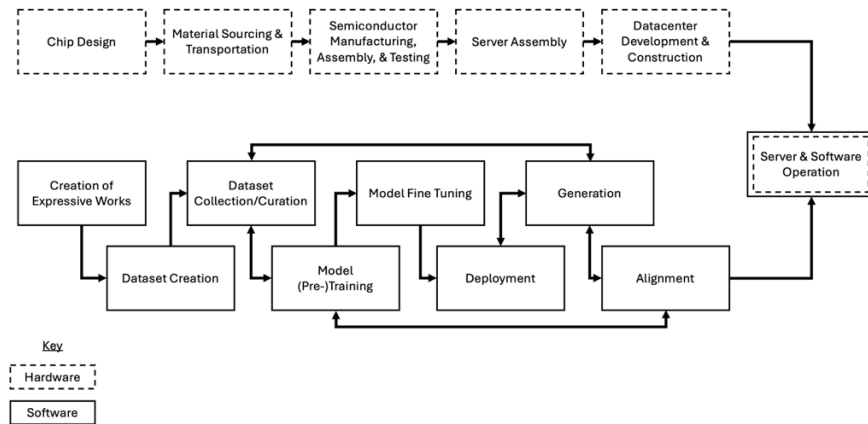 Chip Design
Material Sourcing &
Transportation
Semiconductor
Manufacturing,
Assembly, & Testing
Server Assembly
Datacenter
Development &
Construction
Server & Software
Operation
Creation of
Expressive Works
Dataset
Collection/Curation
Model Fine Tuning
Generation
Dataset Creation
Model
(Pre-)Training
Deployment
Alignment
Key
Hardware
Software